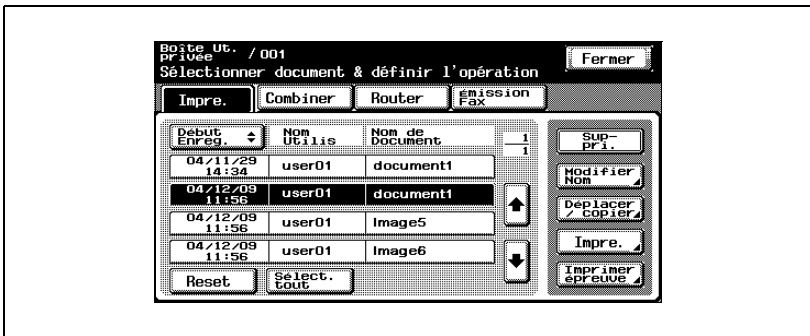 Boîte Ut. privée / 001
Fermer
Sélectionner document & définir l'opération
Impre.
Combiner
Router
Émission Fax
Début Enreg.
Nom Utilis
Nom de Document
1
1
04/11/29 14:34 user01 document1
04/12/09 11:56 user01 document1
04/12/09 11:56 user01 Image5
04/12/09 11:56 user01 Image6
Reset
Sélect. tout
Sup-
pri.
Modifier Nom
Déplacer / copier
Impre.
Imprimer épreuve